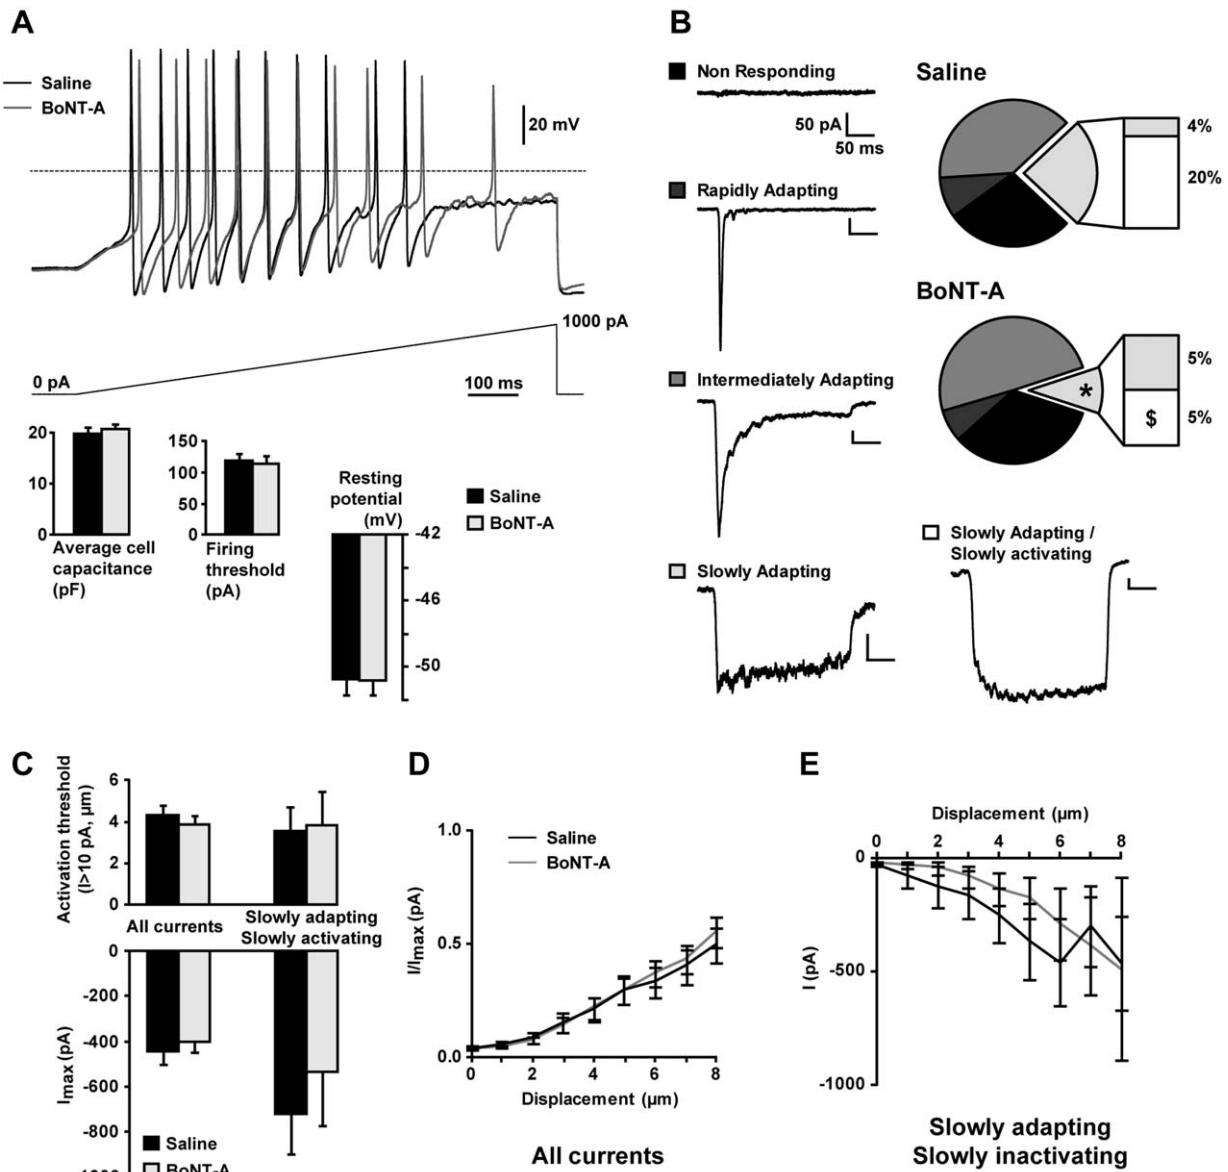 A
Saline
BoNT-A
20 mV
1000 pA
0 pA
100 ms
20
10
0
Average cell
capacitance
(pF)
150
100
50
0
Firing
threshold
(pA)
Resting
potential
(mV)
-42
-46
-50
Saline
BoNT-A
B
Non Responding
50 pA
50 ms
Rapidly Adapting
Intermediately Adapting
Slowly Adapting
Saline
4%
20%
BoNT-A
*
5%
$
5%
Slowly Adapting /
Slowly activating
C
Activation threshold
(I>10 pA, µm)
6
4
2
0
All currents
Slowly adapting
Slowly activating
Imax (pA)
0
-200
-400
-600
-800
Saline
BoNT-A
D
I/Imax (pA)
1.0
0.5
0.0
Saline
BoNT-A
0 2 4 6 8
Displacement (µm)
All currents
E
Displacement (µm)
0 2 4 6 8
I (pA)
0
-500
-1000
Slowly adapting
Slowly inactivating